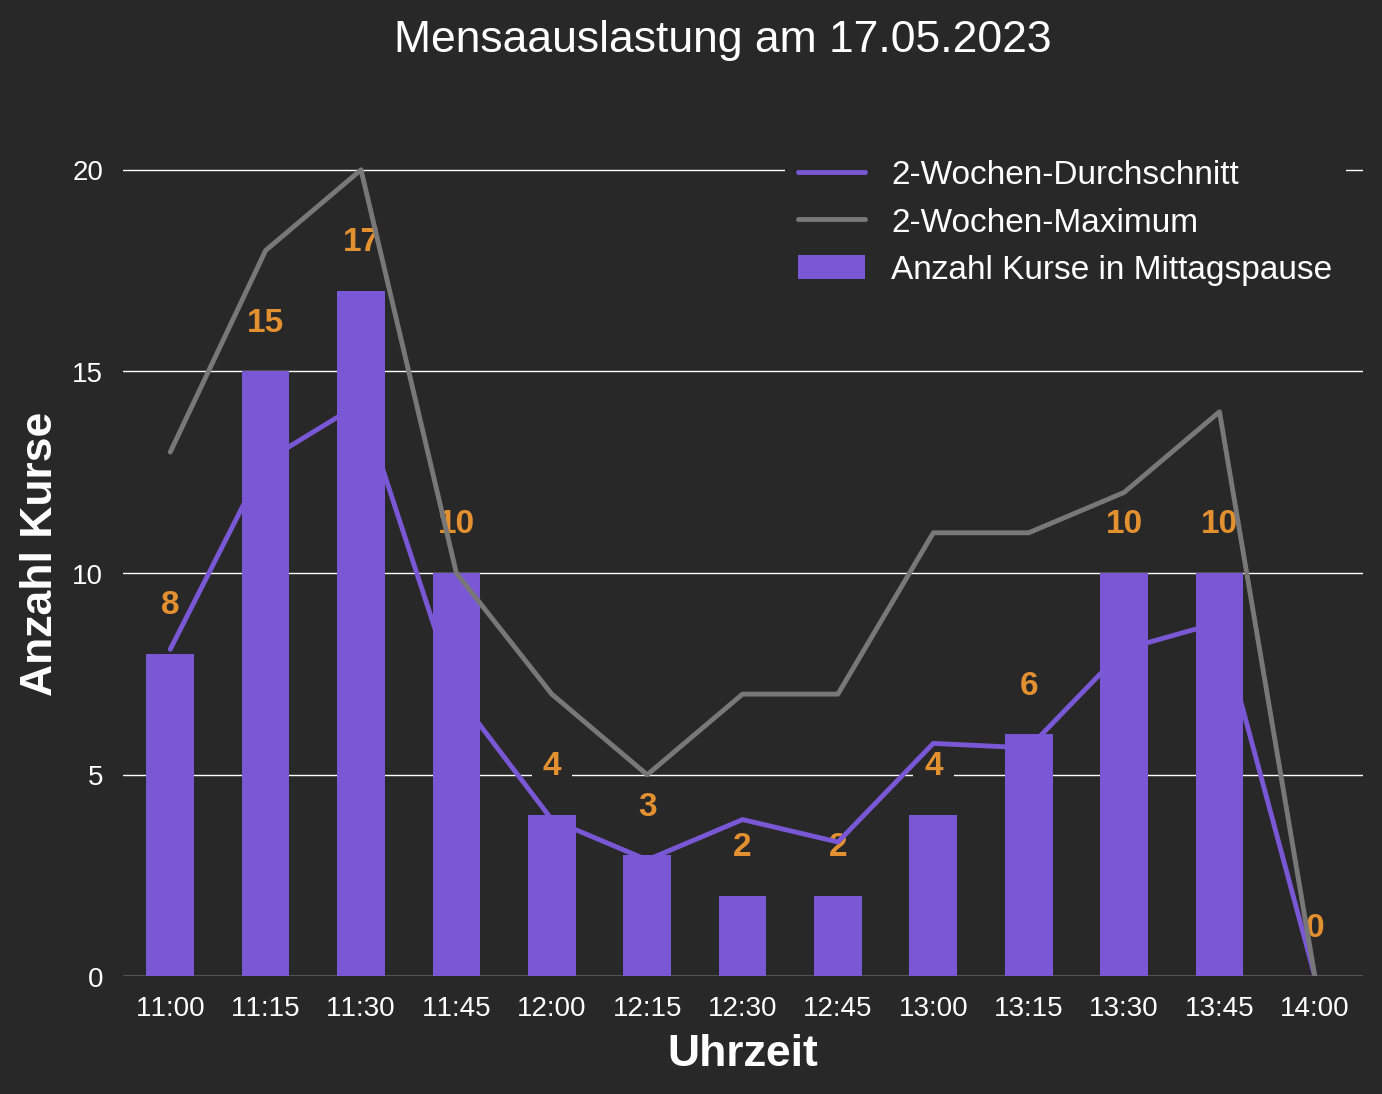 Mensaauslastung am 17.05.2023
2-Wochen-Durchschnitt
2-Wochen-Maximum
Anzahl Kurse in Mittagspause
Anzahl Kurse
20
15
10
5
0
8
15
17
10
4
3
2
2
4
6
10
10
0
11:00 11:15 11:30 11:45 12:00 12:15 12:30 12:45 13:00 13:15 13:30 13:45 14:00
Uhrzeit